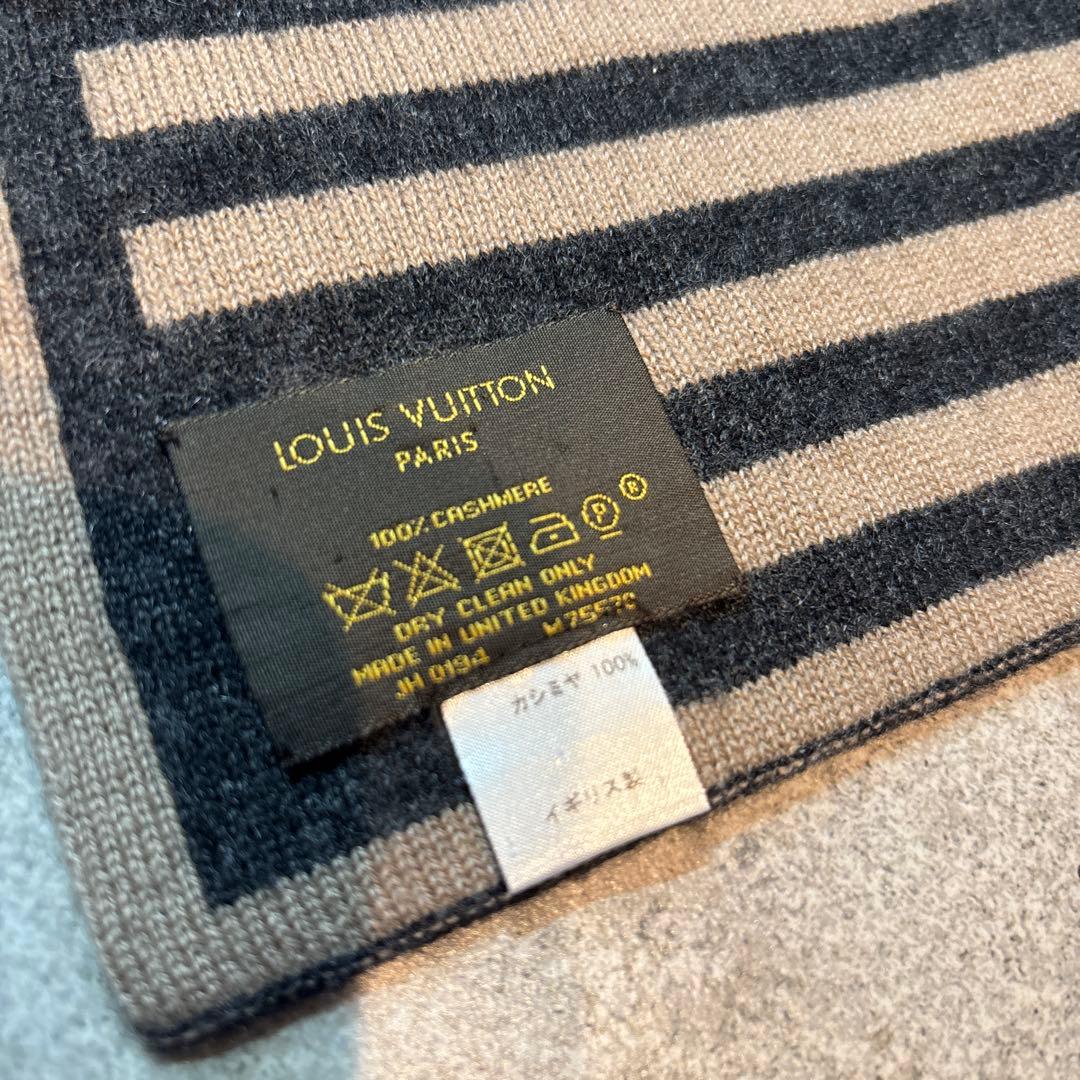 LOUIS VUITTON
PARIS
100% CASHMERE
P
®
DRY CLEAN ONLY
MADE IN UNITED KINGDOM
JH 0194
カシミヤ 100%
イギリス製